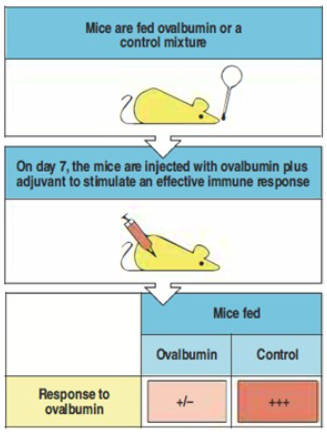 Mice are fed ovalbumin or a
control mixture
On day 7, the mice are injected with ovalbumin plus
adjuvant to stimulate an effective immune response
Mice fed
Ovalbumin Control
Response to
ovalbumin
+/– +++